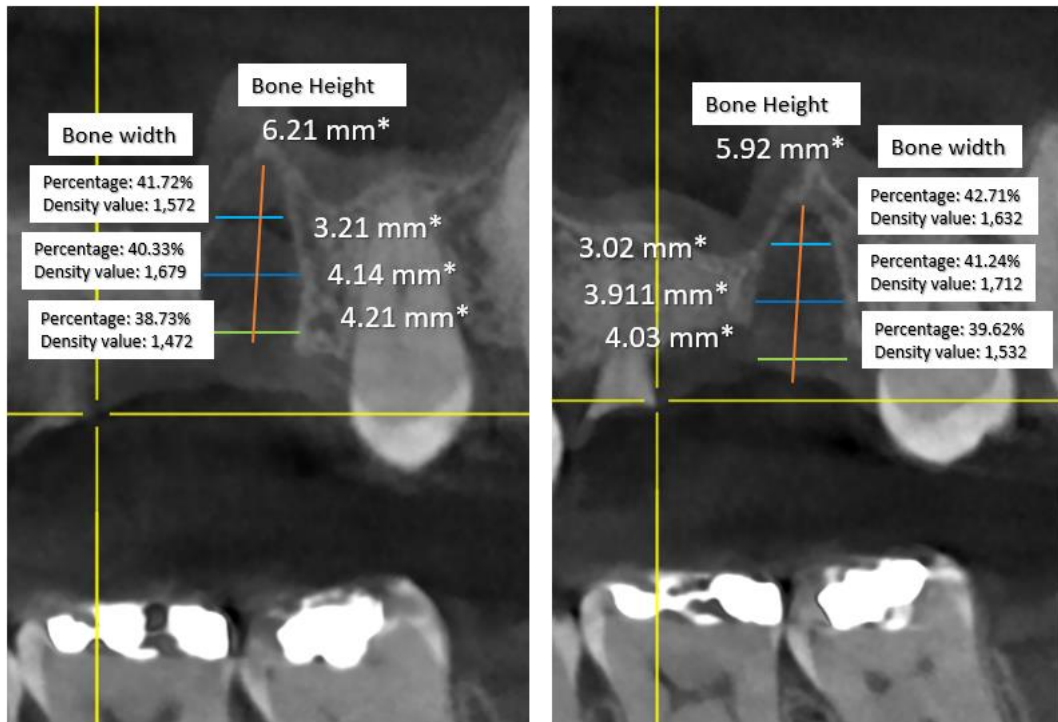 Bone Height
6.21 mm*
Bone width
Percentage: 41.72%
Density value: 1,572
3.21 mm*
Percentage: 40.33%
Density value: 1,679
4.14 mm*
Percentage: 38.73%
Density value: 1,472
4.21 mm*
Bone Height
5.92 mm*
Bone width
Percentage: 42.71%
Density value: 1,632
3.02 mm*
Percentage: 41.24%
Density value: 1,712
3.911 mm*
Percentage: 39.62%
Density value: 1,532
4.03 mm*